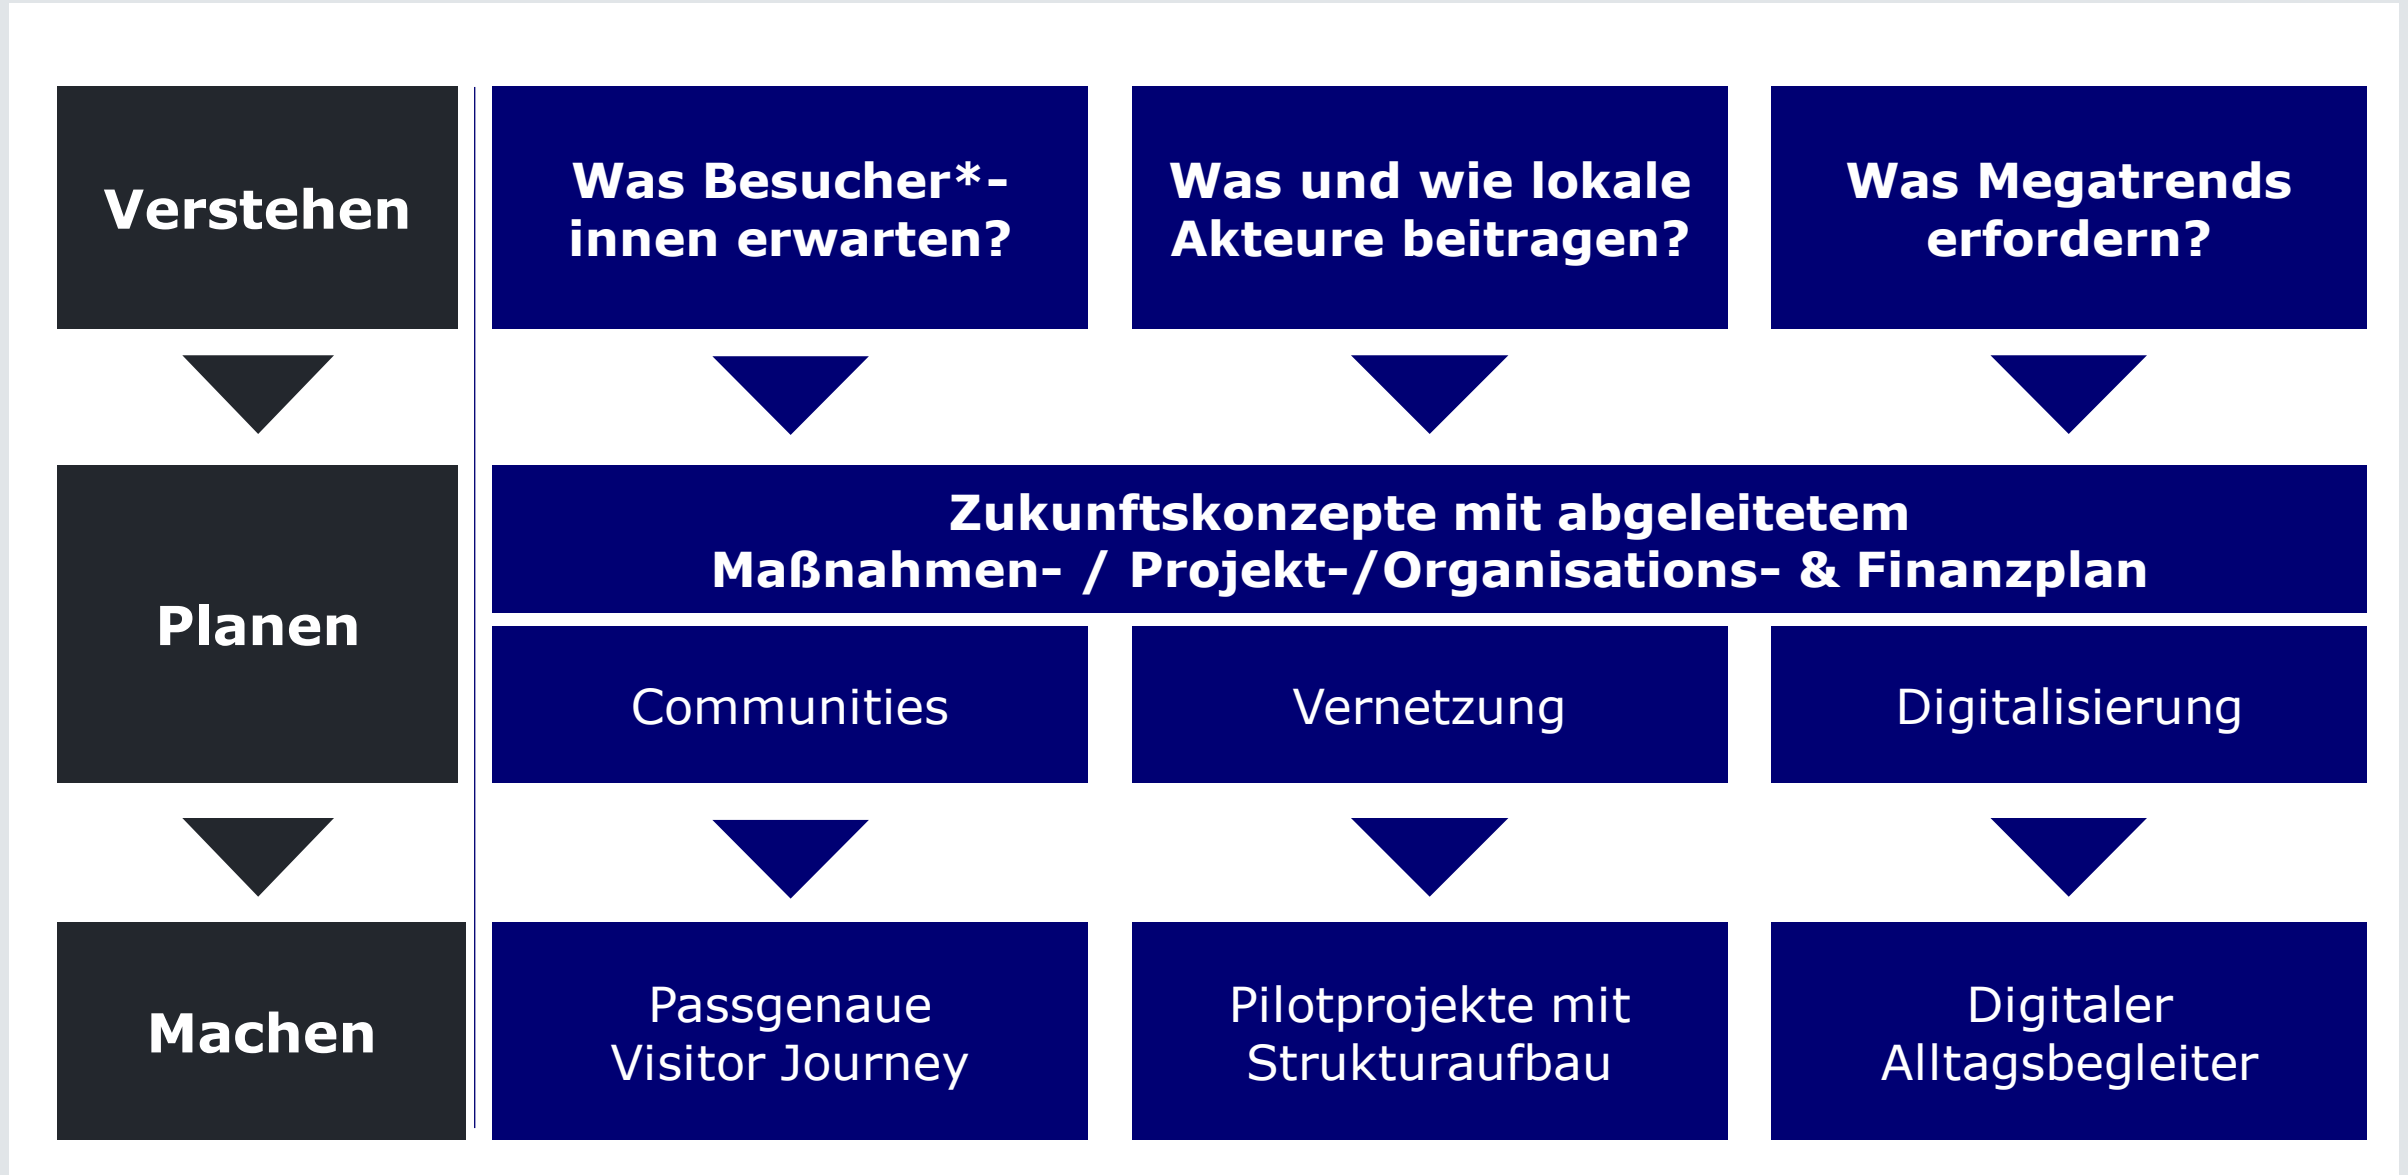 Verstehen
Was Besucher*-
innen erwarten?
Was und wie lokale
Akteure beitragen?
Was Megatrends
erfordern?
Planen
Zukunftskonzepte mit abgeleitetem
Maßnahmen- / Projekt-/Organisations- & Finanzplan
Communities
Vernetzung
Digitalisierung
Machen
Passgenaue
Visitor Journey
Pilotprojekte mit
Strukturaufbau
Digitaler
Alltagsbegleiter